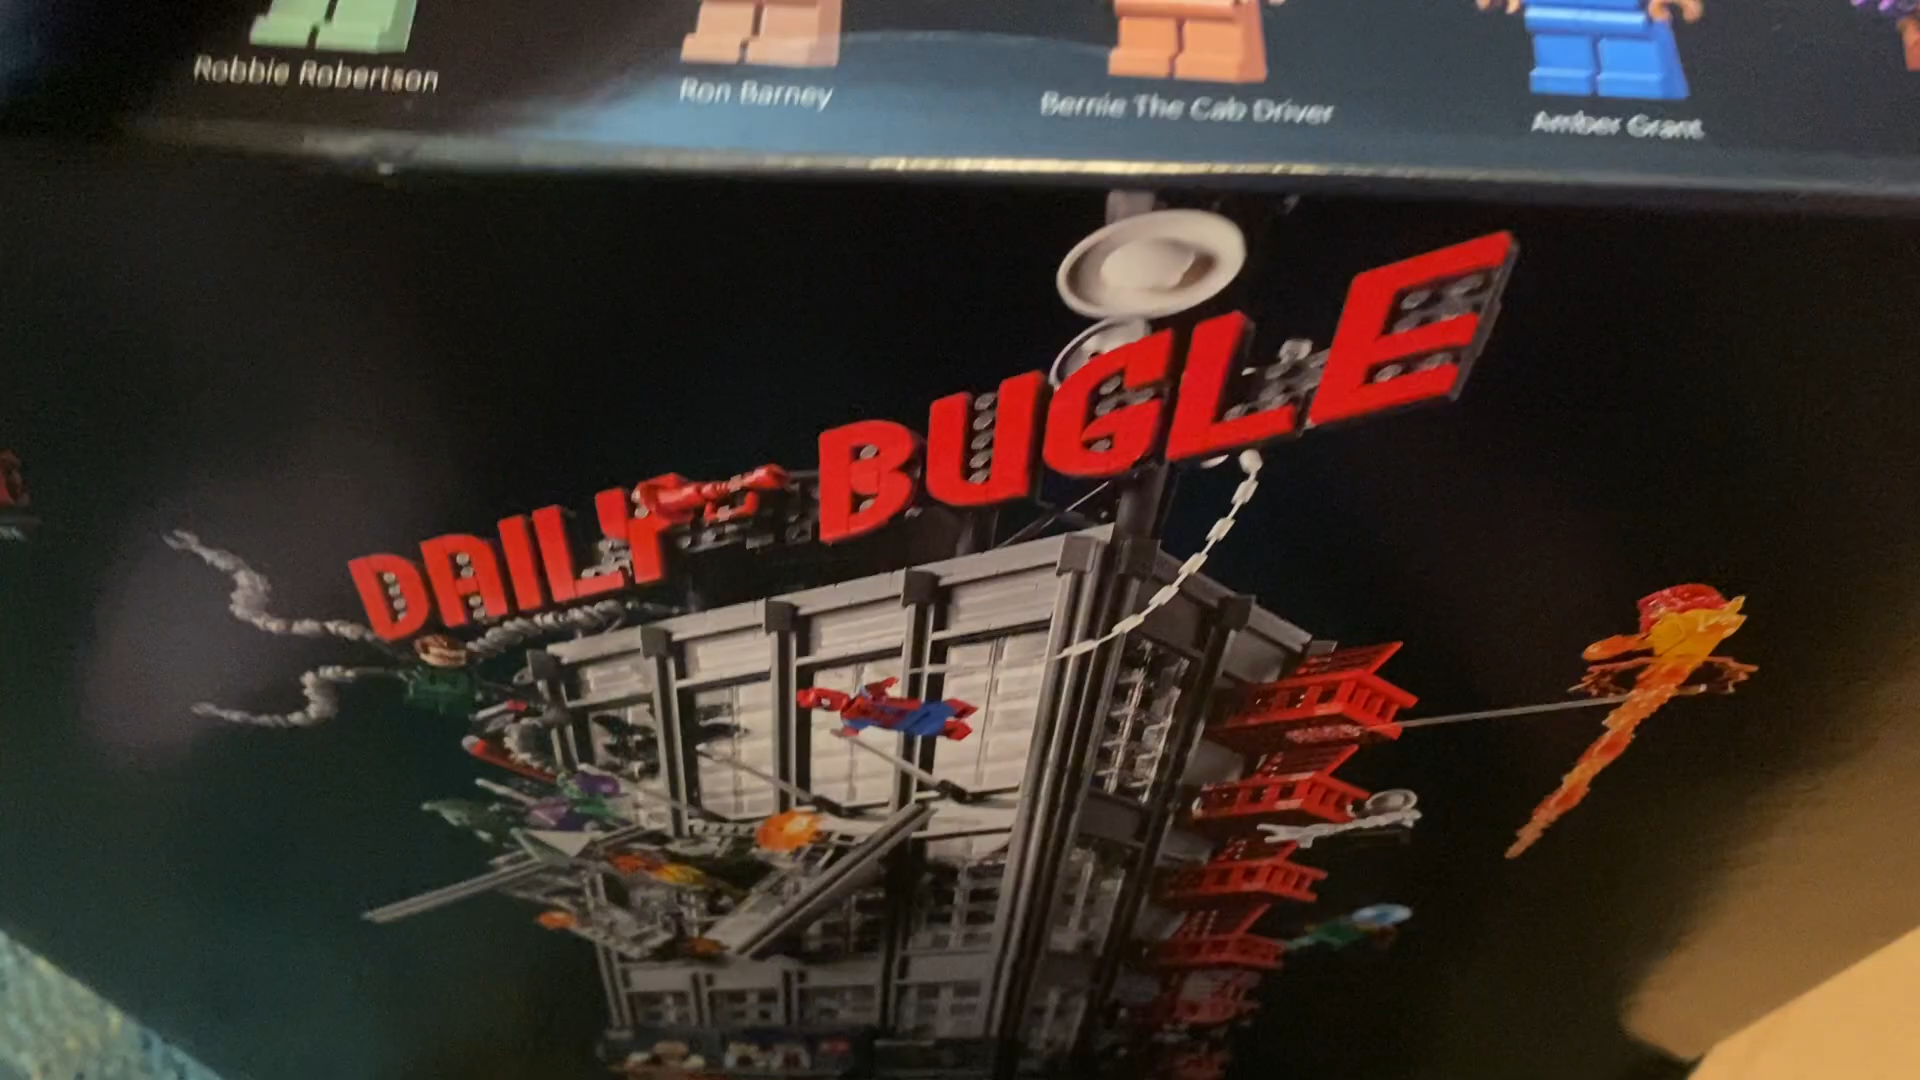 Robbie Robertson
Ron Barney
Bernie The Cab Driver
Amber Grant
DAILY BUGLE